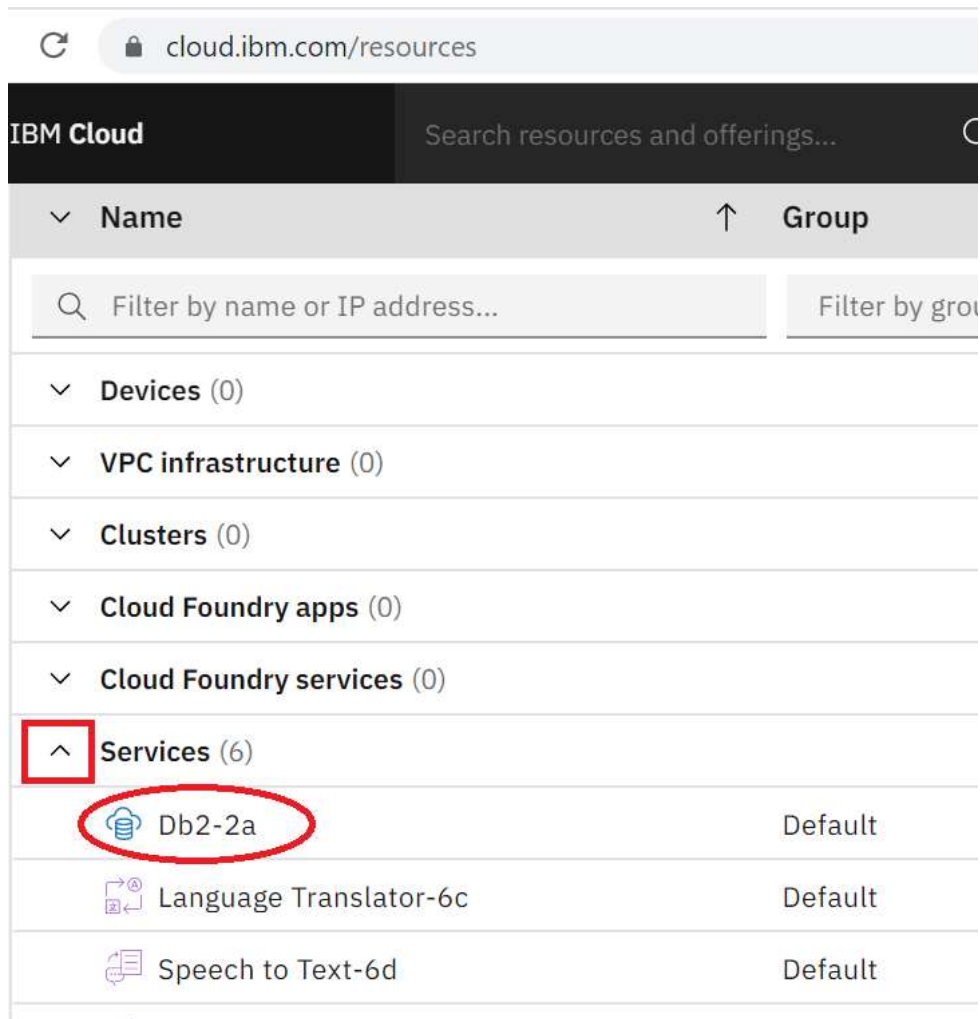 cloud.ibm.com/resources
IBM Cloud Search resources and offerings...
Name Group
Filter by name or IP address... Filter by
Devices (0)
VPC infrastructure (0)
Clusters (0)
Cloud Foundry apps (0)
Cloud Foundry services (0)
Services (6)
Db2-2a Default
Language Translator-6c Default
Speech to Text-6d Default